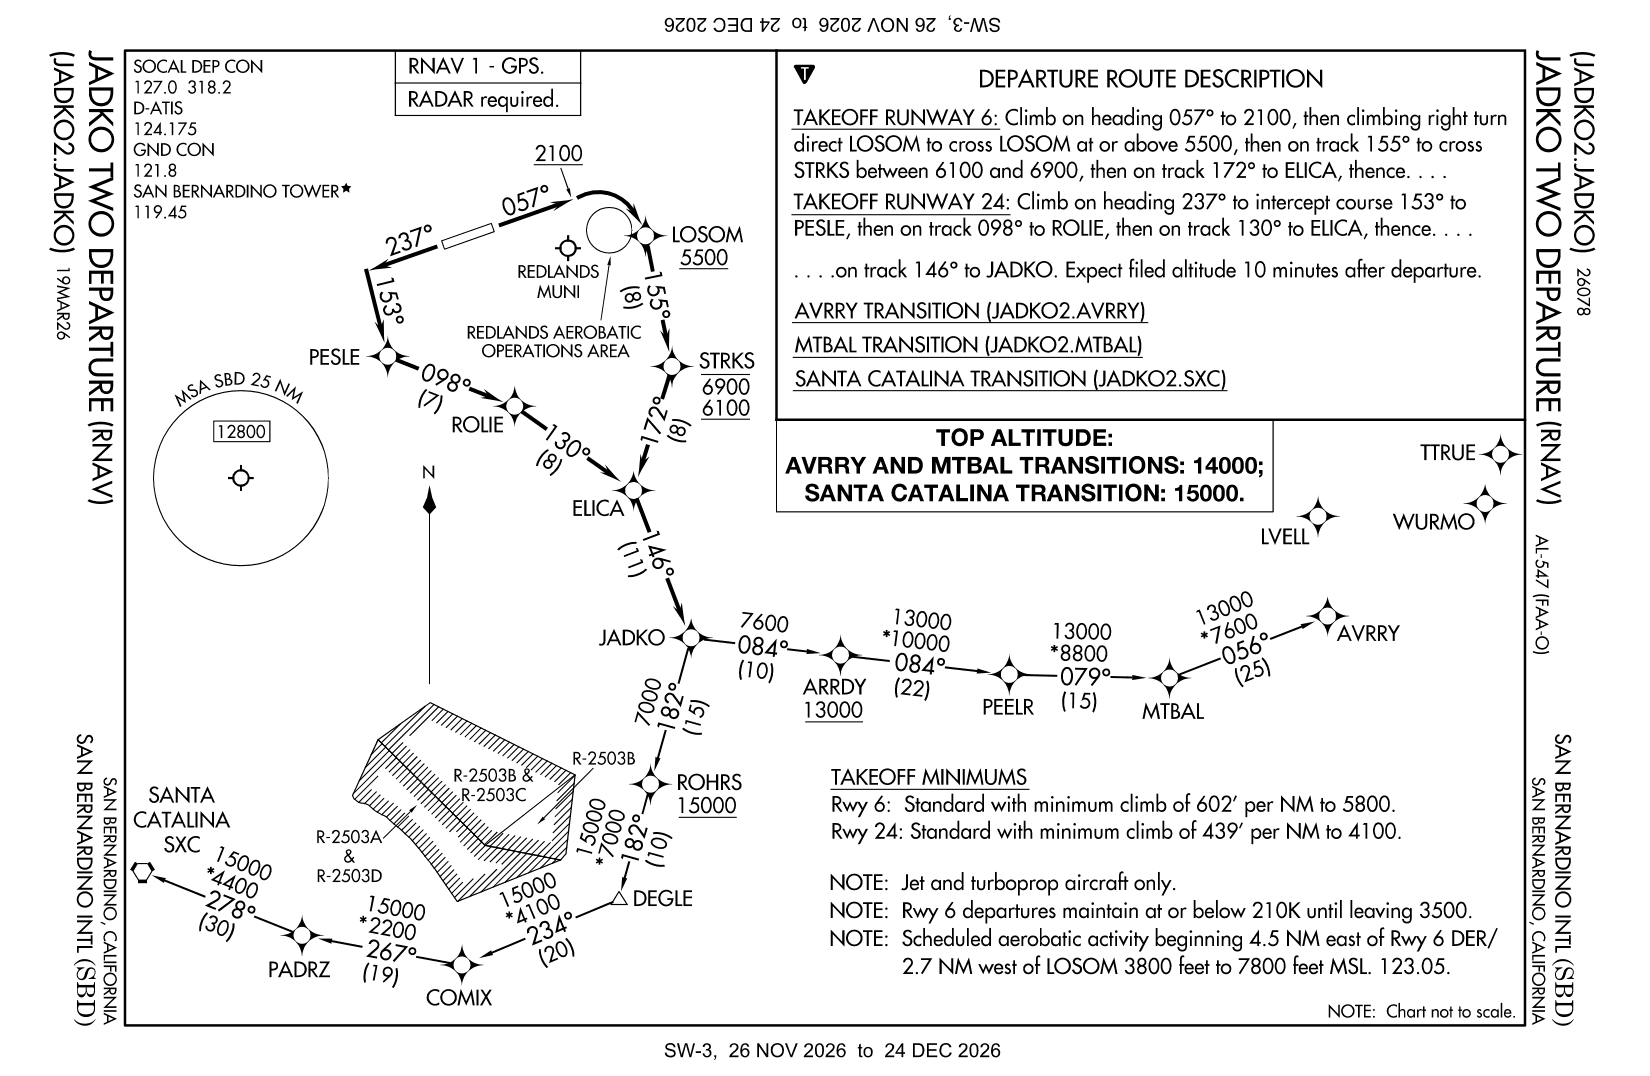 SW-3, 26 NOV 2026 to 24 DEC 2026
(JADKO2.JADKO) 19MAR26
JADKO TWO DEPARTURE (RNAV)
SAN BERNARDINO INTL (SBD)
SAN BERNARDINO, CALIFORNIA
(JADKO2.JADKO) 26078
JADKO TWO DEPARTURE (RNAV)
AL-547 (FAA-O)
SAN BERNARDINO INTL (SBD)
SAN BERNARDINO, CALIFORNIA
SOCAL DEP CON
127.0 318.2
D-ATIS
124.175
GND CON
121.8
SAN BERNARDINO TOWER★
119.45
RNAV 1 - GPS.
RADAR required.
T
DEPARTURE ROUTE DESCRIPTION
TAKEOFF RUNWAY 6: Climb on heading 057° to 2100, then climbing right turn
direct LOSOM to cross LOSOM at or above 5500, then on track 155° to cross
STRKS between 6100 and 6900, then on track 172° to ELICA, thence. . . .
TAKEOFF RUNWAY 24: Climb on heading 237° to intercept course 153° to
PESLE, then on track 098° to ROLIE, then on track 130° to ELICA, thence. . . .
. . . .on track 146° to JADKO. Expect filed altitude 10 minutes after departure.
AVRRY TRANSITION (JADKO2.AVRRY)
MTBAL TRANSITION (JADKO2.MTBAL)
SANTA CATALINA TRANSITION (JADKO2.SXC)
TOP ALTITUDE:
AVRRY AND MTBAL TRANSITIONS: 14000;
SANTA CATALINA TRANSITION: 15000.
2100
057°
237°
153°
LOSOM
5500
REDLANDS
MUNI
REDLANDS AEROBATIC
OPERATIONS AREA
155°
(8)
PESLE
098°
(7)
ROLIE
STRKS
6900
6100
172°
(8)
130°
(8)
ELICA
MSA SBD 25 NM
12800
N
146°
(11)
TTRUE
WURMO
LVELL
JADKO
7600
084°
(10)
ARRDY
13000
13000
*10000
084°
(22)
PEELR
13000
*8800
079°
(15)
MTBAL
13000
*7600
056°
(25)
AVRRY
7000
182°
(15)
ROHRS
15000
R-2503B
R-2503B &
R-2503C
R-2503A
&
R-2503D
15000
*7000
182°
(10)
DEGLE
15000
*4100
234°
(20)
COMIX
15000
*2200
267°
(19)
PADRZ
15000
*4400
278°
(30)
SANTA
CATALINA
SXC
TAKEOFF MINIMUMS
Rwy 6: Standard with minimum climb of 602' per NM to 5800.
Rwy 24: Standard with minimum climb of 439' per NM to 4100.
NOTE: Jet and turboprop aircraft only.
NOTE: Rwy 6 departures maintain at or below 210K until leaving 3500.
NOTE: Scheduled aerobatic activity beginning 4.5 NM east of Rwy 6 DER/
2.7 NM west of LOSOM 3800 feet to 7800 feet MSL. 123.05.
NOTE: Chart not to scale.
SW-3, 26 NOV 2026 to 24 DEC 2026